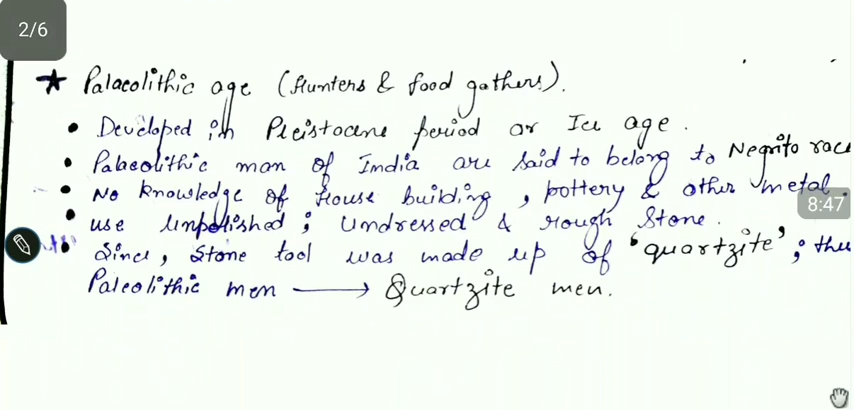 2/6
★ Palaeolithic age (Hunters & food gathers).
• Developed in Pleistocene period or Ice age.
• Palaeolithic man of India are said to belong to Negrito race
• No knowledge of House building, pottery & other metal.
8:47
• use unpolished; undressed & rough stone.
• Since, stone tool was made up of 'quartzite'; thu
Paleolithic men → Quartzite men.